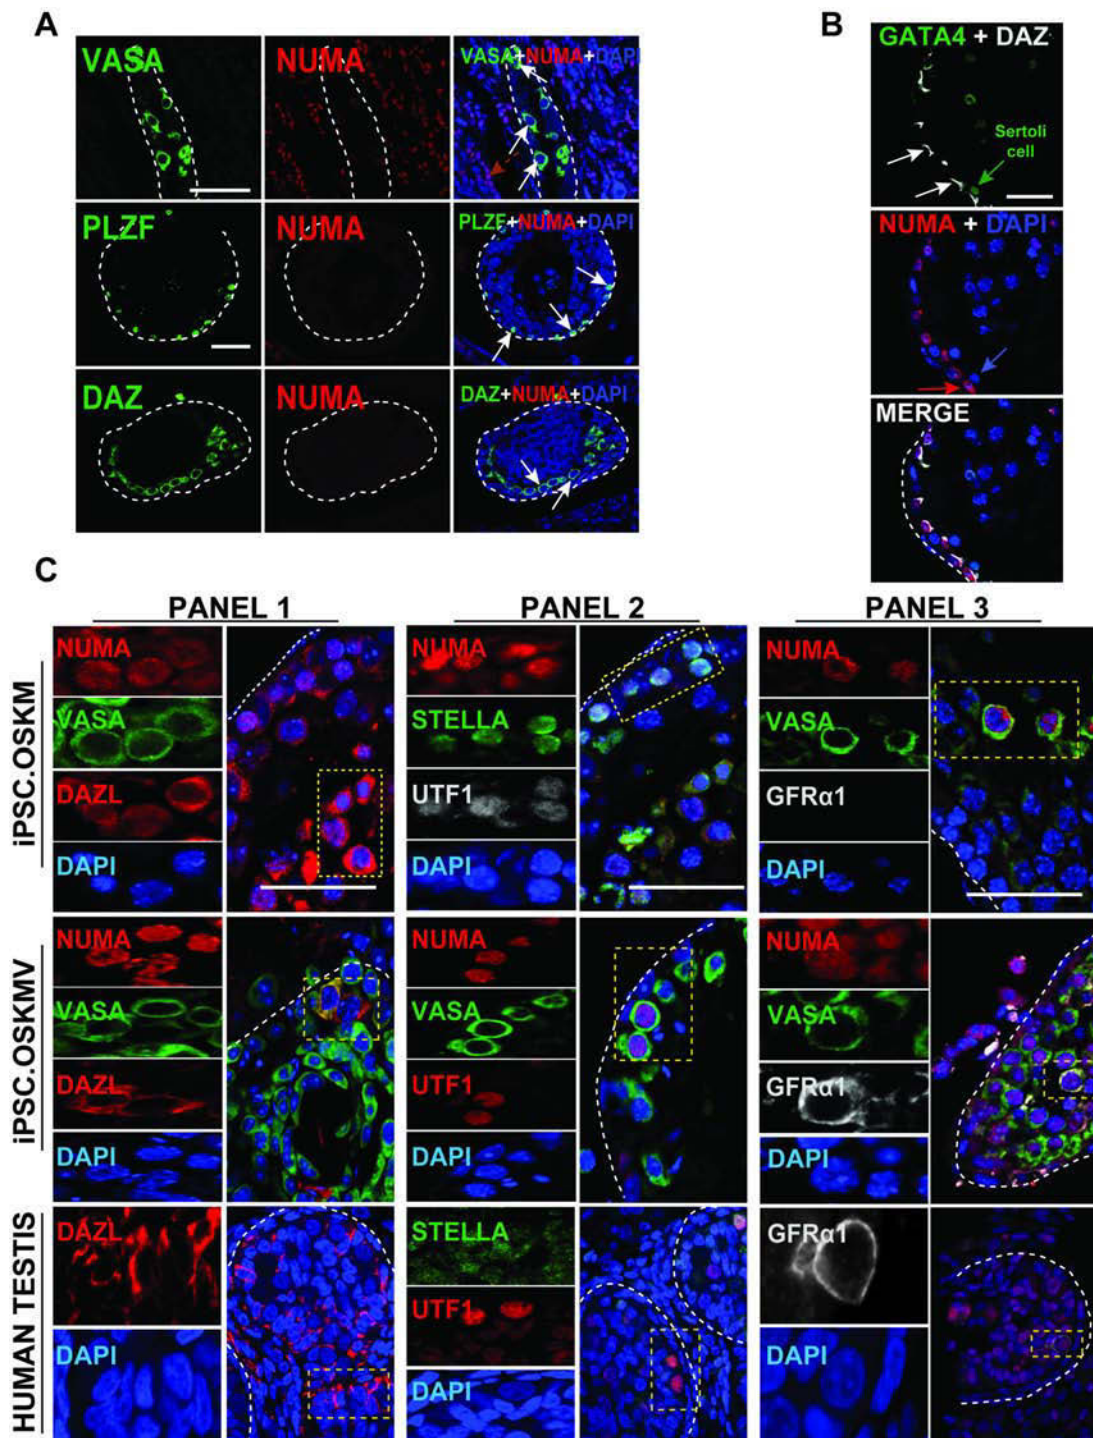 A
VASA
NUMA
VASA+NUMA+DAPI
PLZF
NUMA
PLZF+NUMA+DAPI
DAZ
NUMA
DAZ+NUMA+DAPI
B
GATA4 + DAZ
Sertoli
cell
NUMA + DAPI
MERGE
C
PANEL 1
PANEL 2
PANEL 3
iPSC.OSKM
NUMA
VASA
DAZL
DAPI
NUMA
STELLA
UTF1
DAPI
NUMA
VASA
GFRα1
DAPI
iPSC.OSKMV
NUMA
VASA
DAZL
DAPI
NUMA
VASA
UTF1
DAPI
NUMA
VASA
GFRα1
DAPI
HUMAN TESTIS
DAZL
DAPI
STELLA
UTF1
DAPI
GFRα1
DAPI